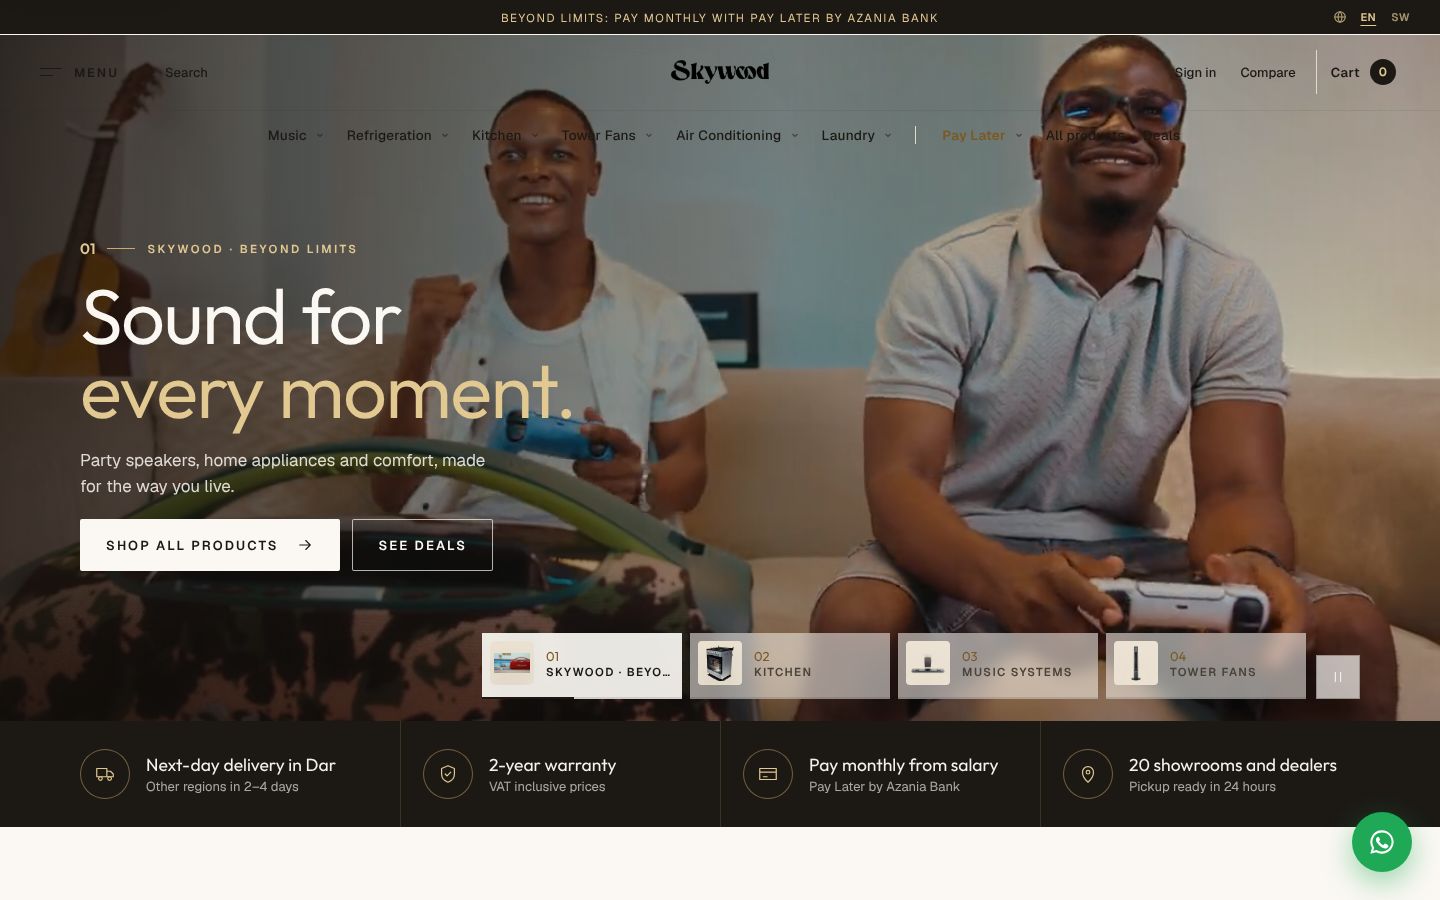 BEYOND LIMITS: PAY MONTHLY WITH PAY LATER BY AZANIA BANK
EN SW
MENU Search
Skywood
Sign in Compare Cart 0
Music Refrigeration Kitchen Tower Fans Air Conditioning Laundry Pay Later All products Deals
01 SKYWOOD · BEYOND LIMITS
Sound for
every moment.
Party speakers, home appliances and comfort, made
for the way you live.
SHOP ALL PRODUCTS SEE DEALS
01
SKYWOOD · BEYO...
02
KITCHEN
03
MUSIC SYSTEMS
04
TOWER FANS
Next-day delivery in Dar
Other regions in 2–4 days
2-year warranty
VAT inclusive prices
Pay monthly from salary
Pay Later by Azania Bank
20 showrooms and dealers
Pickup ready in 24 hours